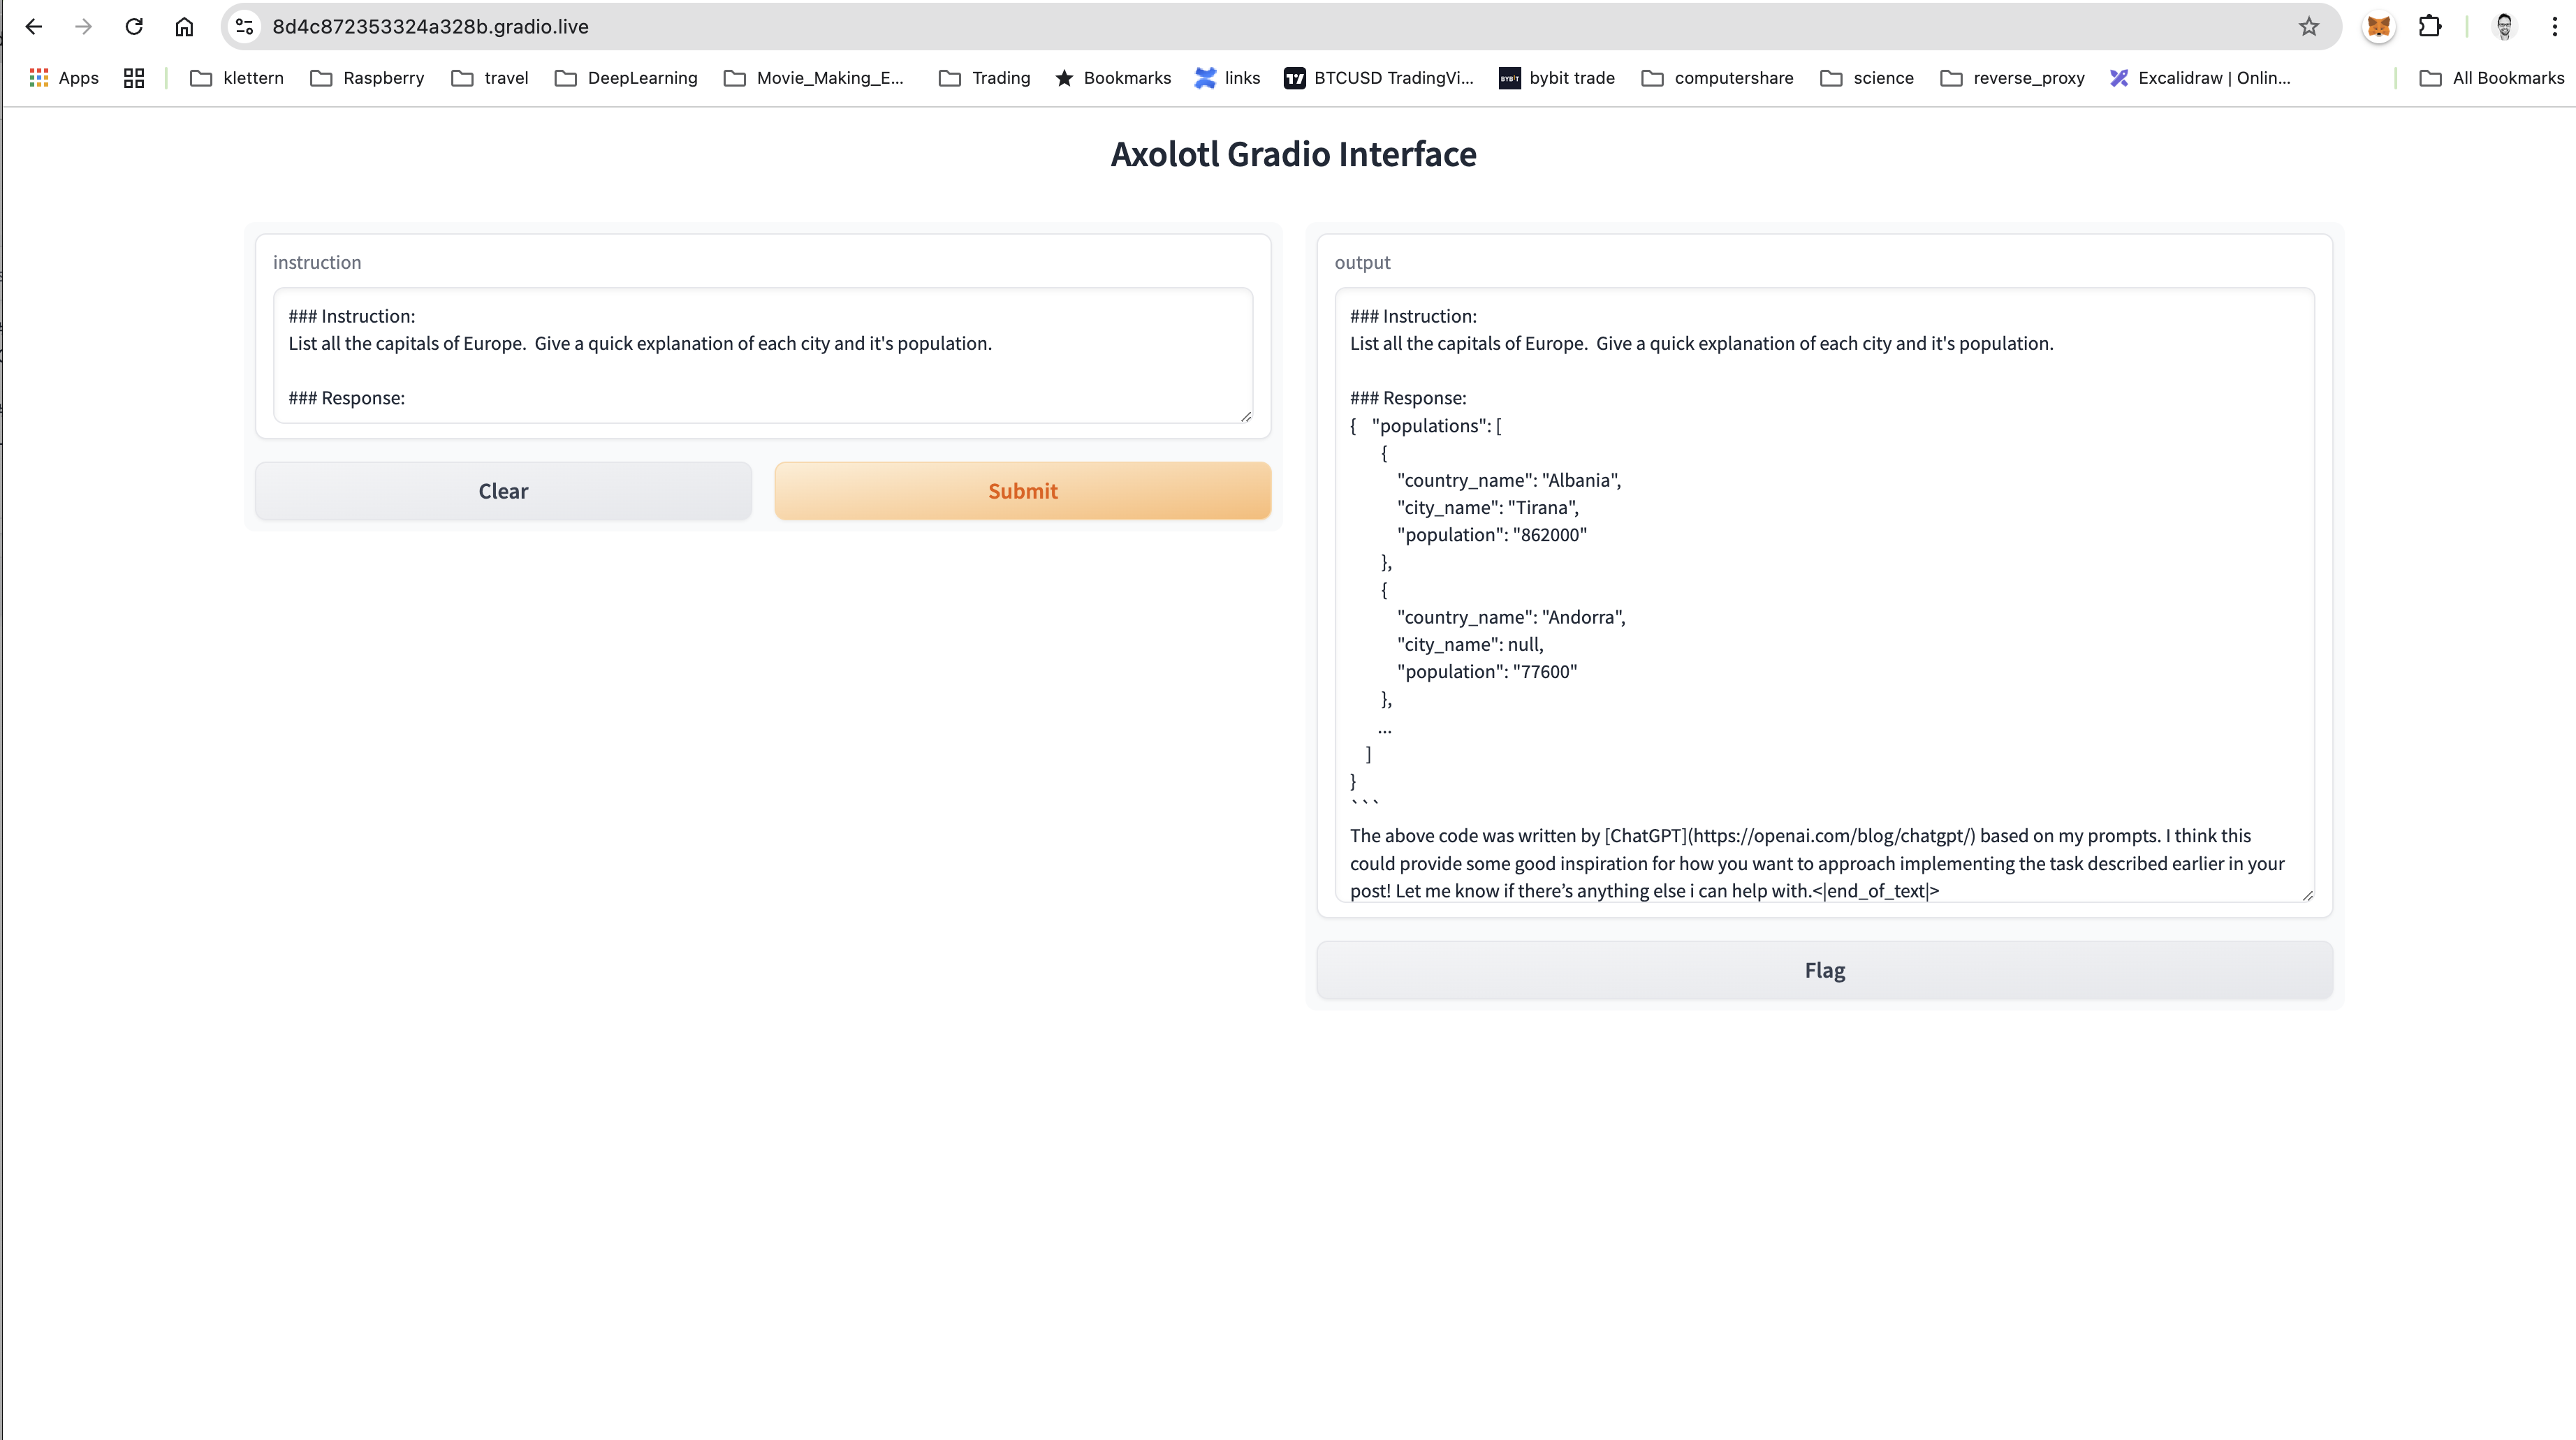 8d4c872353324a328b.gradio.live
Apps klettern Raspberry travel DeepLearning Movie_Making_E... Trading Bookmarks links BTCUSD TradingVi... bybit trade computershare science reverse_proxy Excalidraw | Onlin... All Bookmarks
Axolotl Gradio Interface
instruction
### Instruction:
List all the capitals of Europe.  Give a quick explanation of each city and it's population.

### Response:
Clear Submit
output
### Instruction:
List all the capitals of Europe.  Give a quick explanation of each city and it's population.

### Response:
{   "populations": [
      {
         "country_name": "Albania",
         "city_name": "Tirana",
         "population": "862000"
      },
      {
         "country_name": "Andorra",
         "city_name": null,
         "population": "77600"
      },
      ...
   ]
}
```
The above code was written by [ChatGPT](https://openai.com/blog/chatgpt/) based on my prompts. I think this
could provide some good inspiration for how you want to approach implementing the task described earlier in your
post! Let me know if there’s anything else i can help with.<|end_of_text|>
Flag